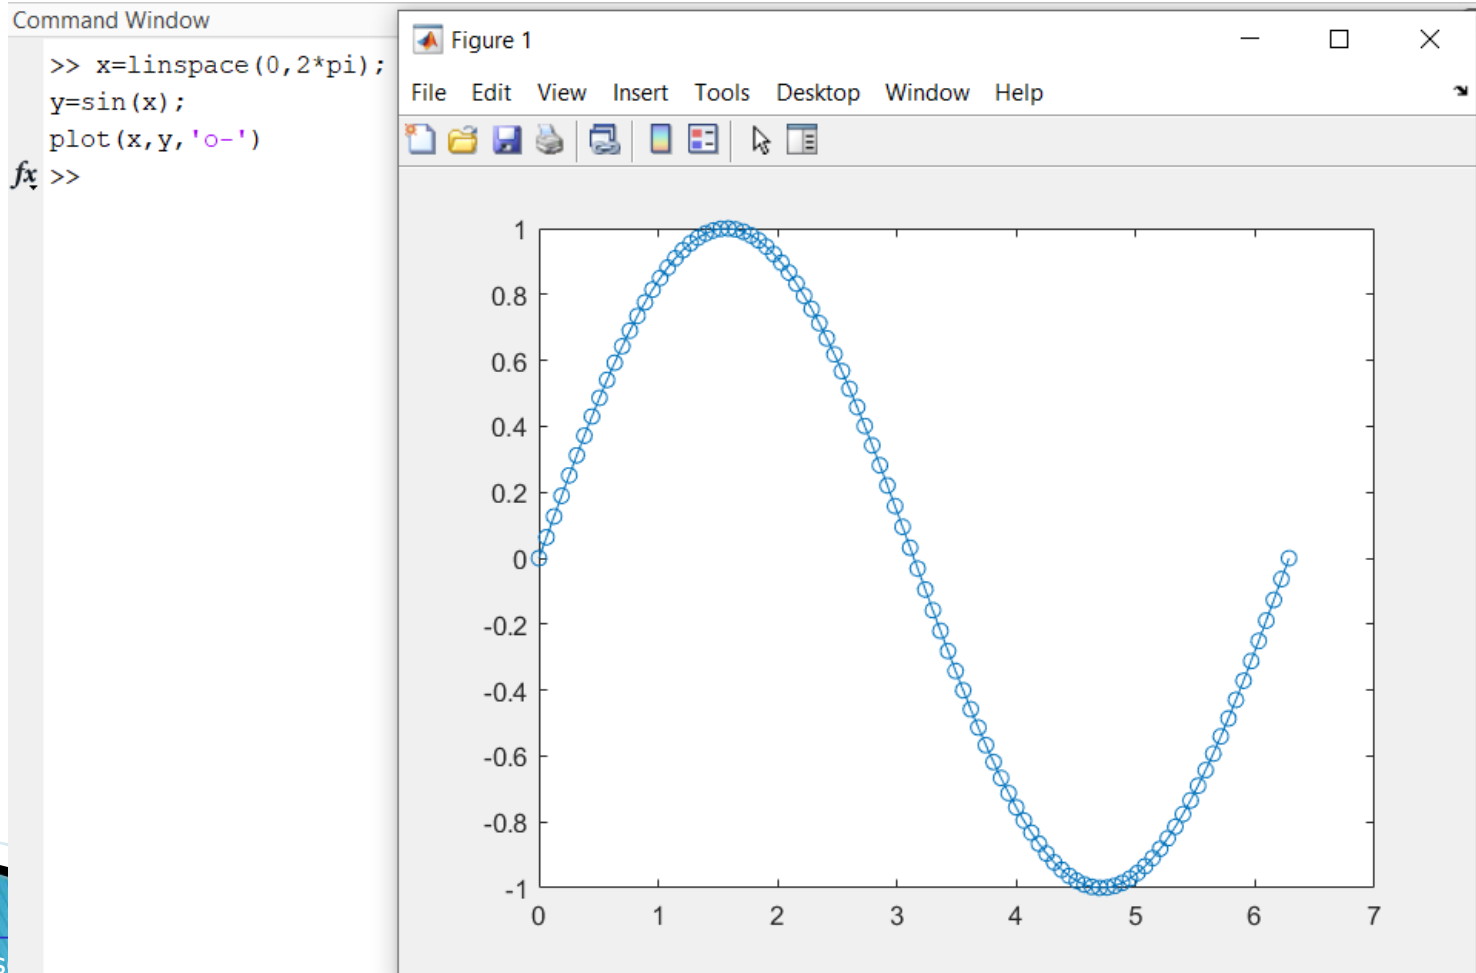 Command Window
>> x=linspace(0,2*pi);
y=sin(x);
plot(x,y,'o-')
fx >>
Figure 1
File Edit View Insert Tools Desktop Window Help
1
0.8
0.6
0.4
0.2
0
-0.2
-0.4
-0.6
-0.8
-1
0 1 2 3 4 5 6 7